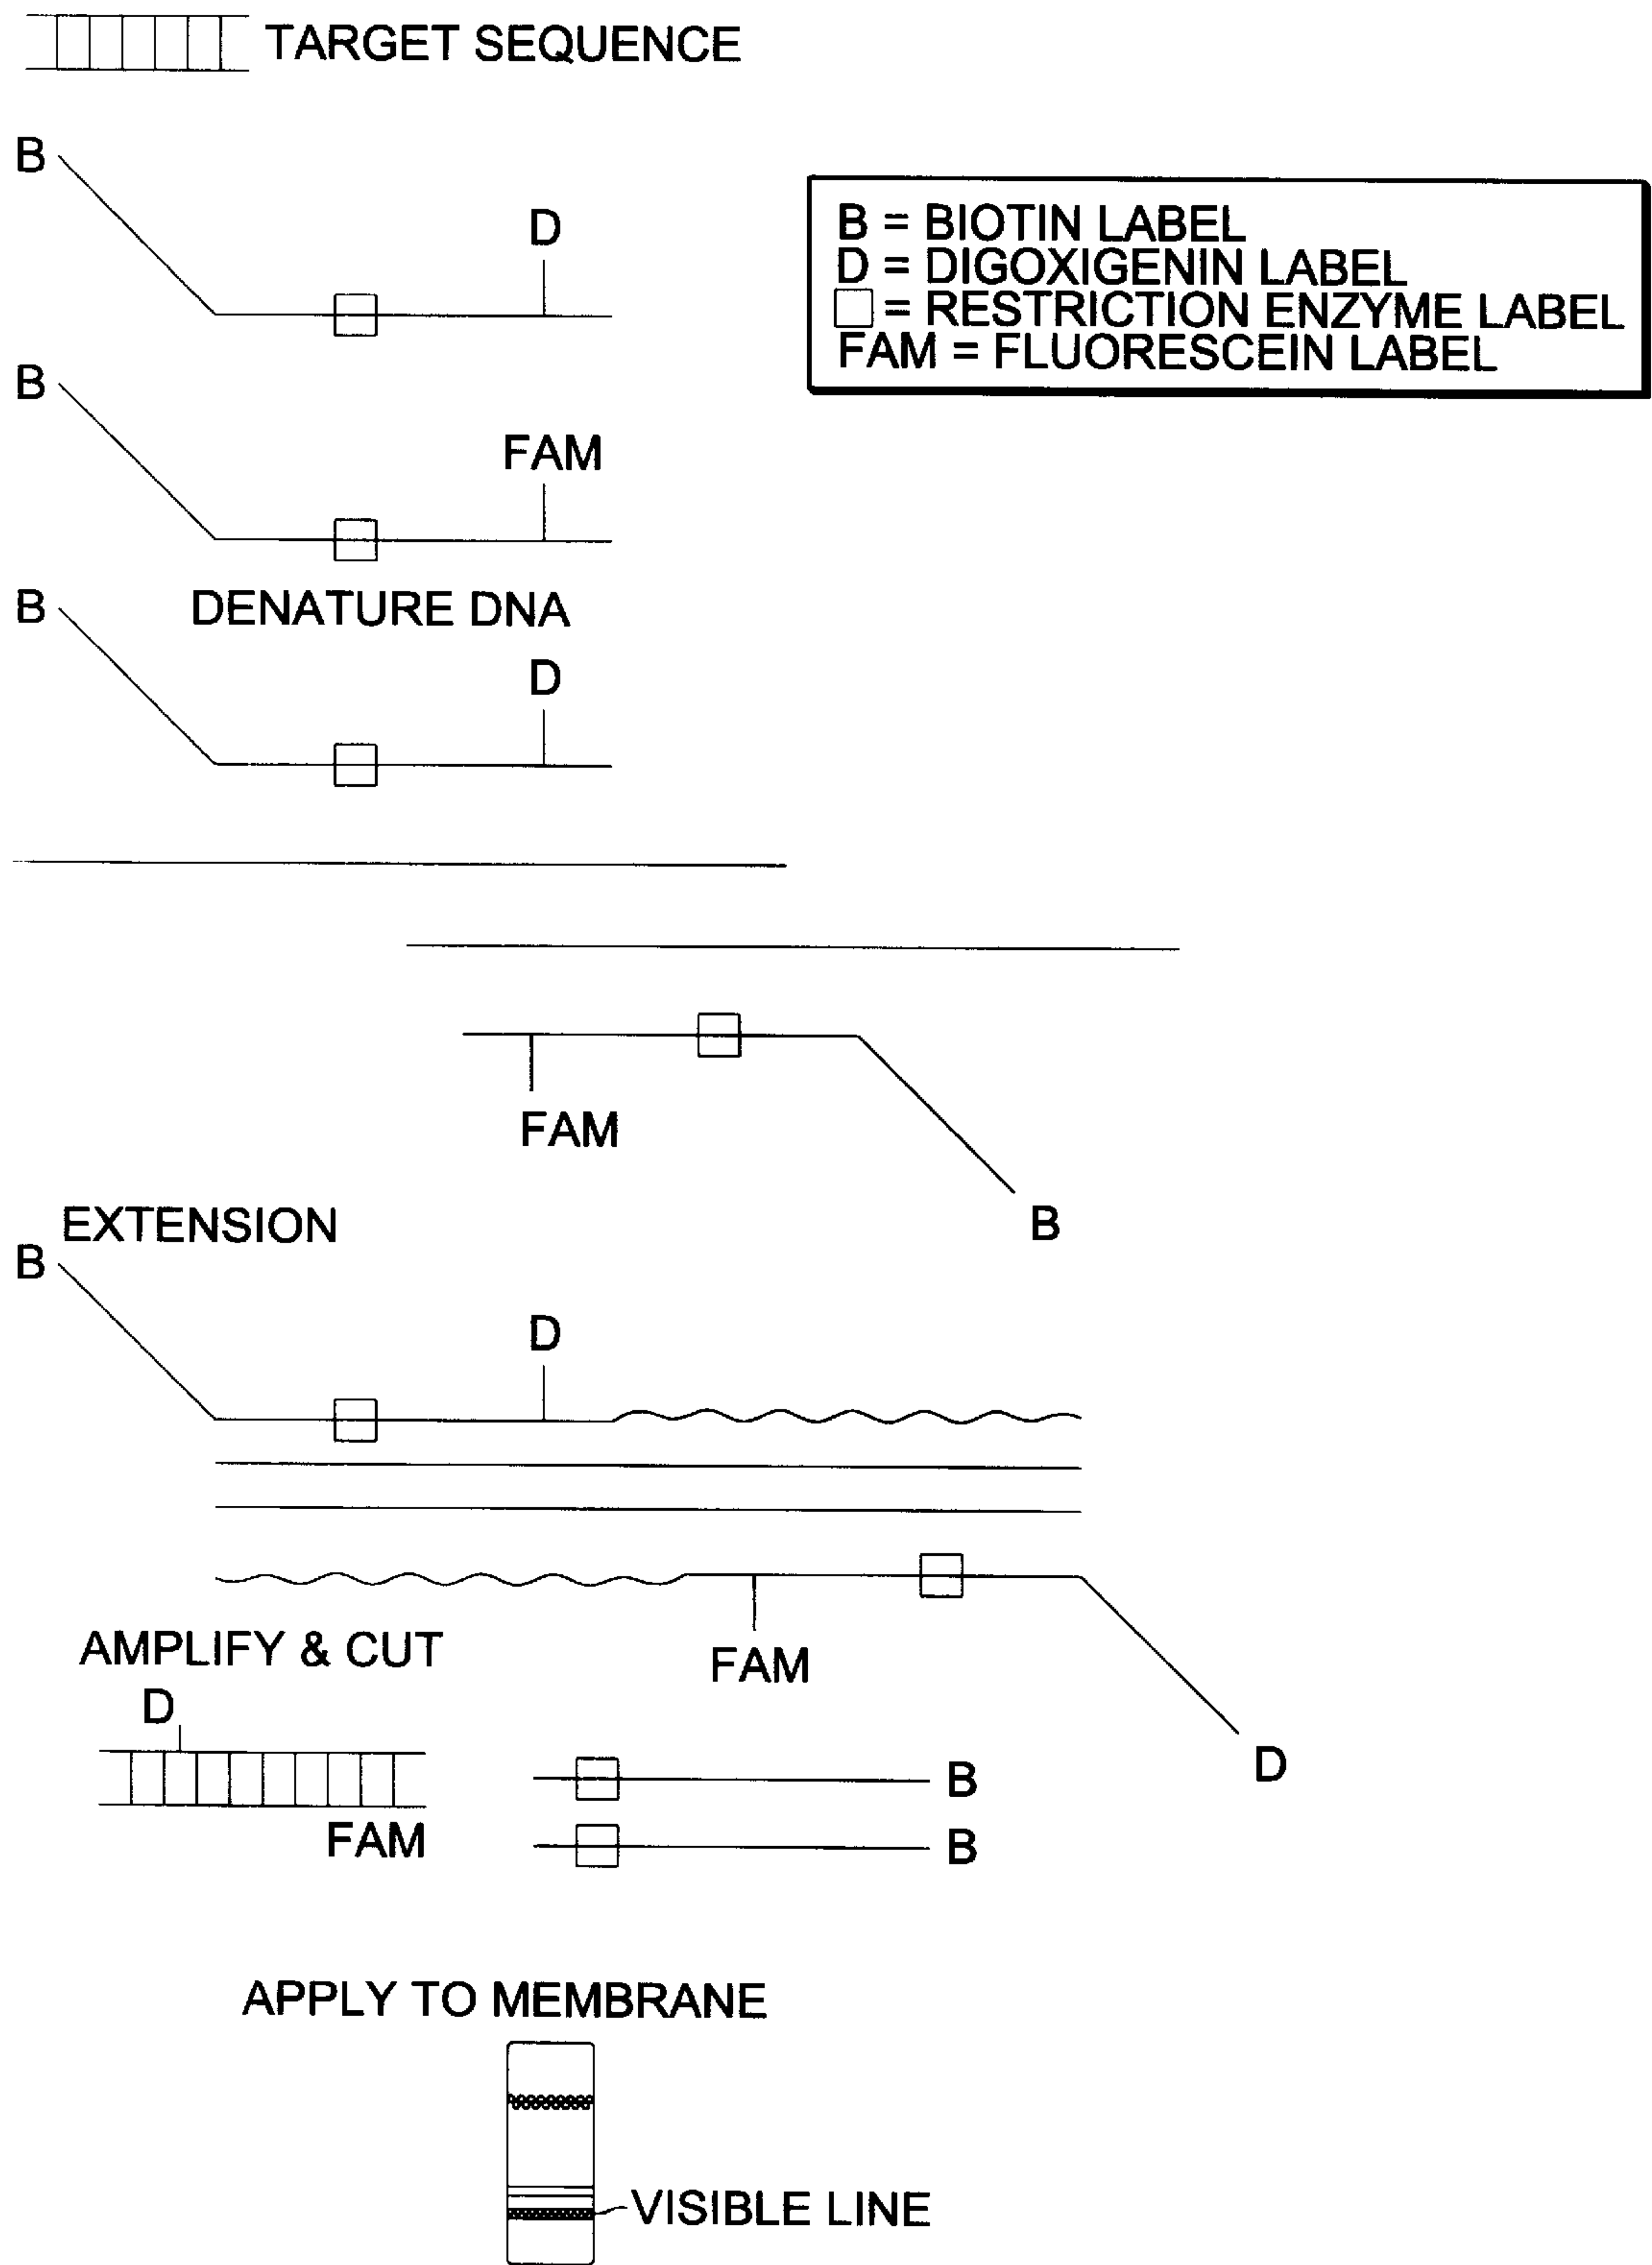 TARGET SEQUENCE
B
D
B = BIOTIN LABEL
D = DIGOXIGENIN LABEL
= RESTRICTION ENZYME LABEL
FAM = FLUORESCEIN LABEL
B
FAM
B
DENATURE DNA
D
FAM
B
EXTENSION
B
D
FAM
D
AMPLIFY & CUT
D
FAM
B
B
APPLY TO MEMBRANE
VISIBLE LINE